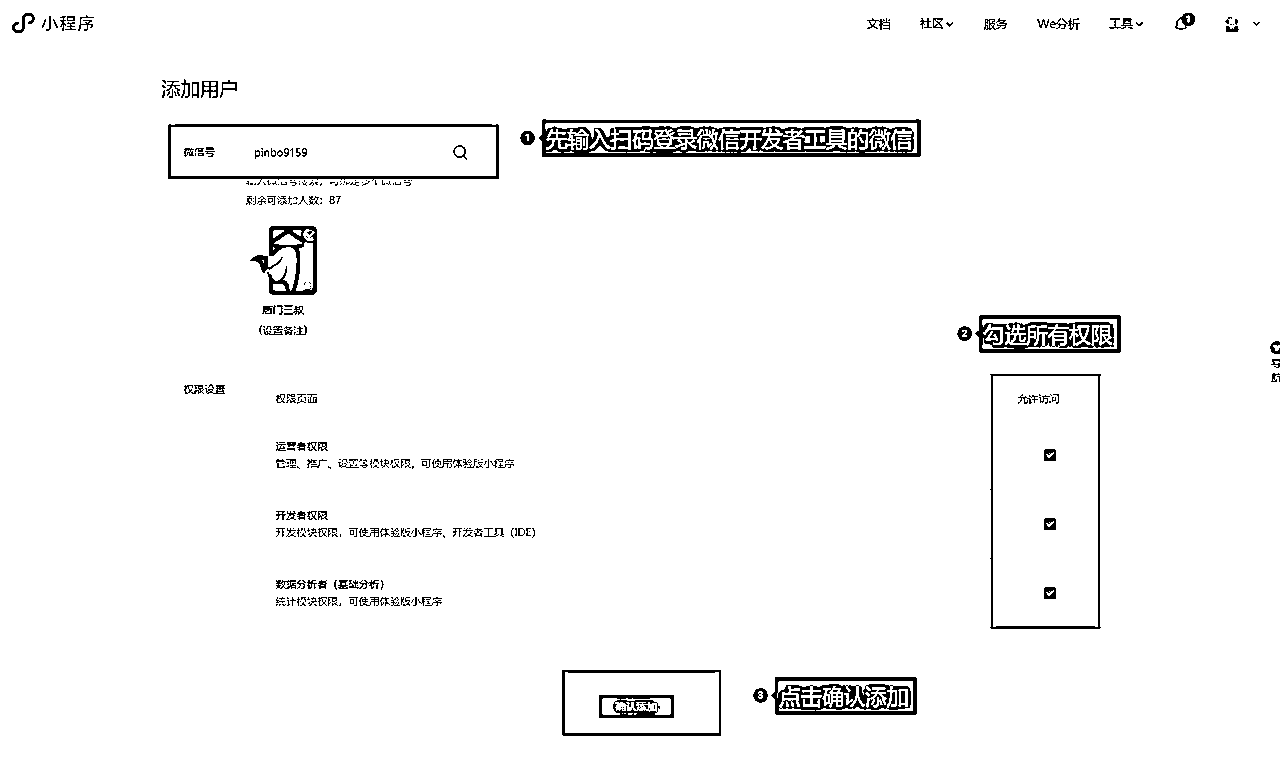 小程序
文档 社区 服务 We分析 工具 1
添加用户
微信号 pinbo9159
1 先输入扫码登录微信开发者工具的微信
剩余可添加人数：87
(设置备注)
2 勾选所有权限
导
航
权限设置
权限页面 允许访问
运营者权限
管理、推广、设置等模块权限，可使用体验版小程序
开发者权限
开发模块权限，可使用体验版小程序、开发者工具（IDE）
数据分析者（基础分析）
统计模块权限，可使用体验版小程序
确认添加
3 点击确认添加